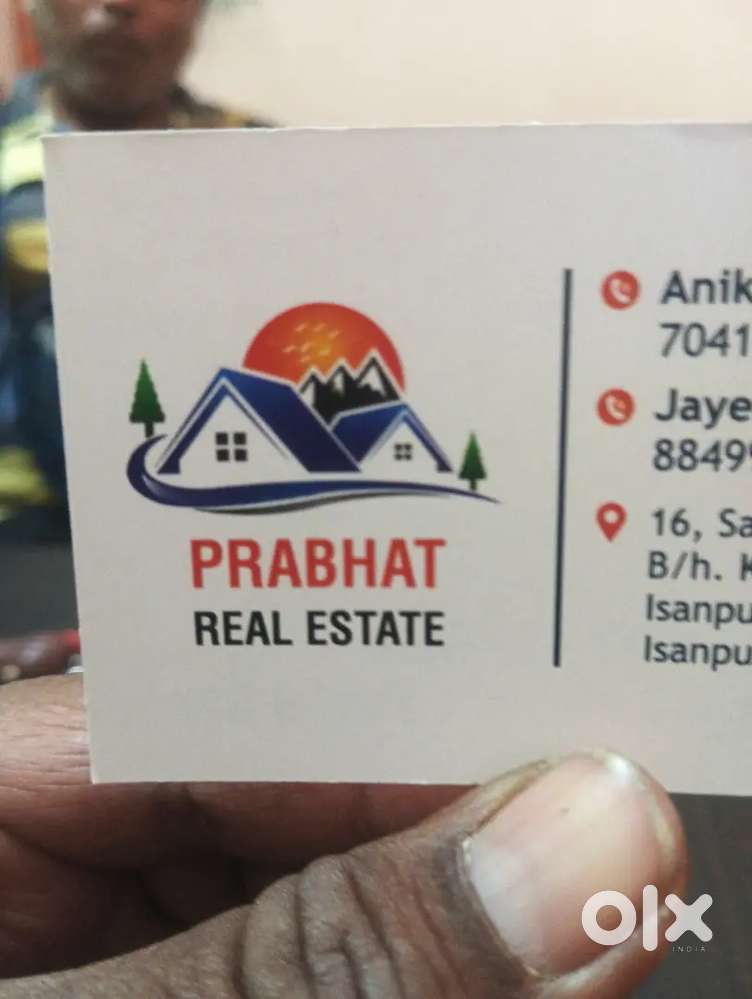 PRABHAT
REAL ESTATE
Anik
7041
Jaye
8849
16, Sa
B/h. K
Isanpu
Isanpu
olx
INDIA